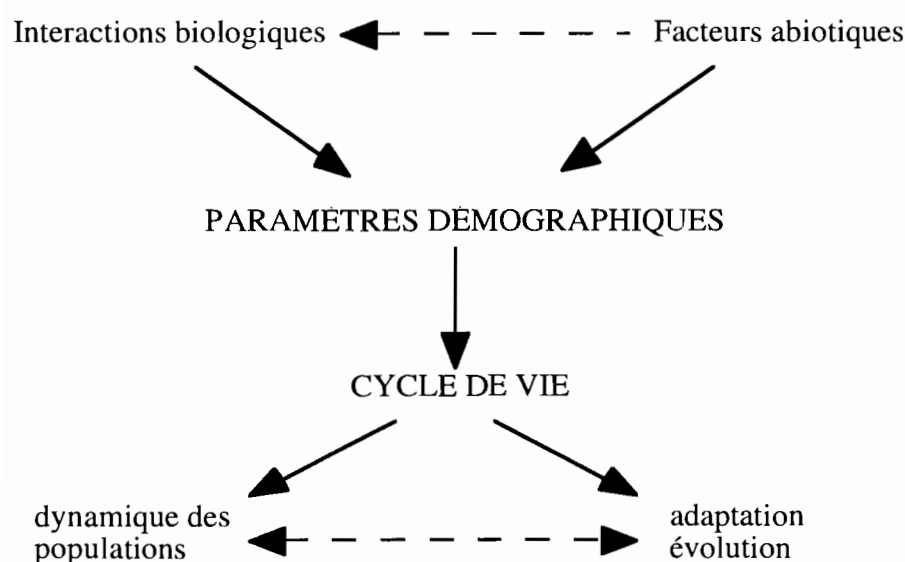 Interactions biologiques
Facteurs abiotiques
PARAMÈTRES DÉMOGRAPHIQUES
CYCLE DE VIE
dynamique des
populations
adaptation
évolution